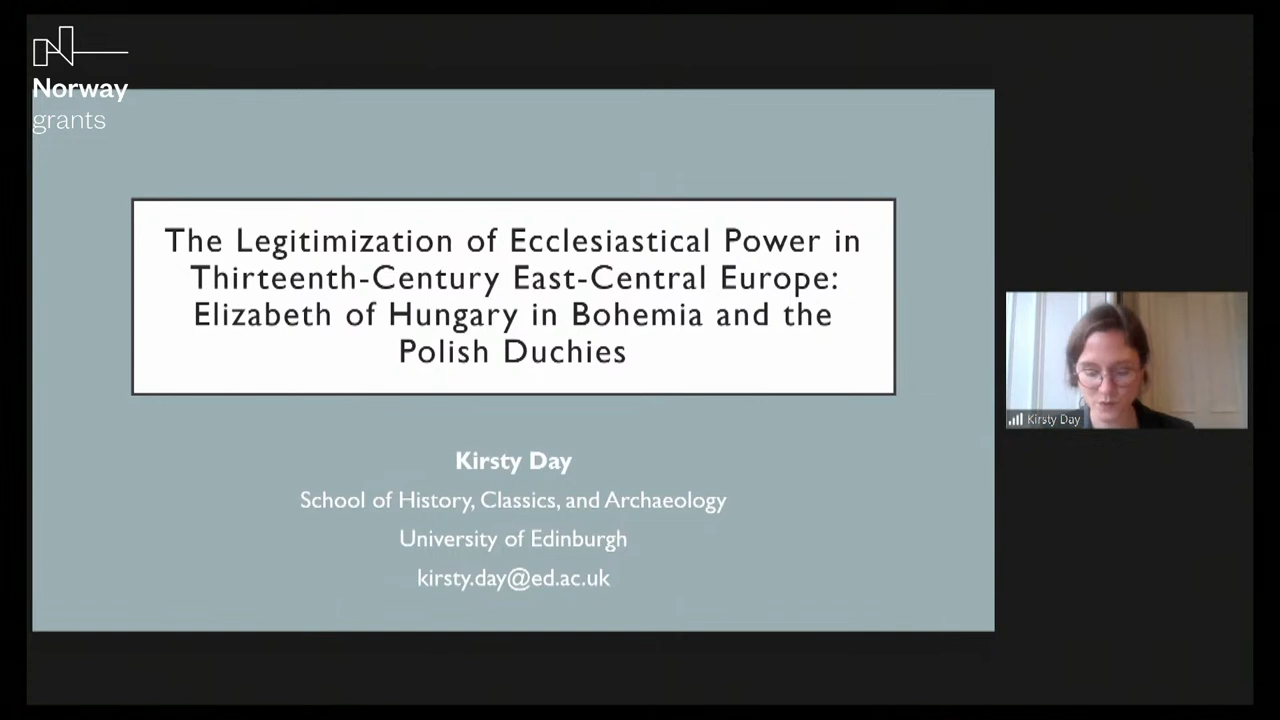 Norway
grants
The Legitimization of Ecclesiastical Power in
Thirteenth-Century East-Central Europe:
Elizabeth of Hungary in Bohemia and the
Polish Duchies
Kirsty Day
School of History, Classics, and Archaeology
University of Edinburgh
kirsty.day@ed.ac.uk
Kirsty Day